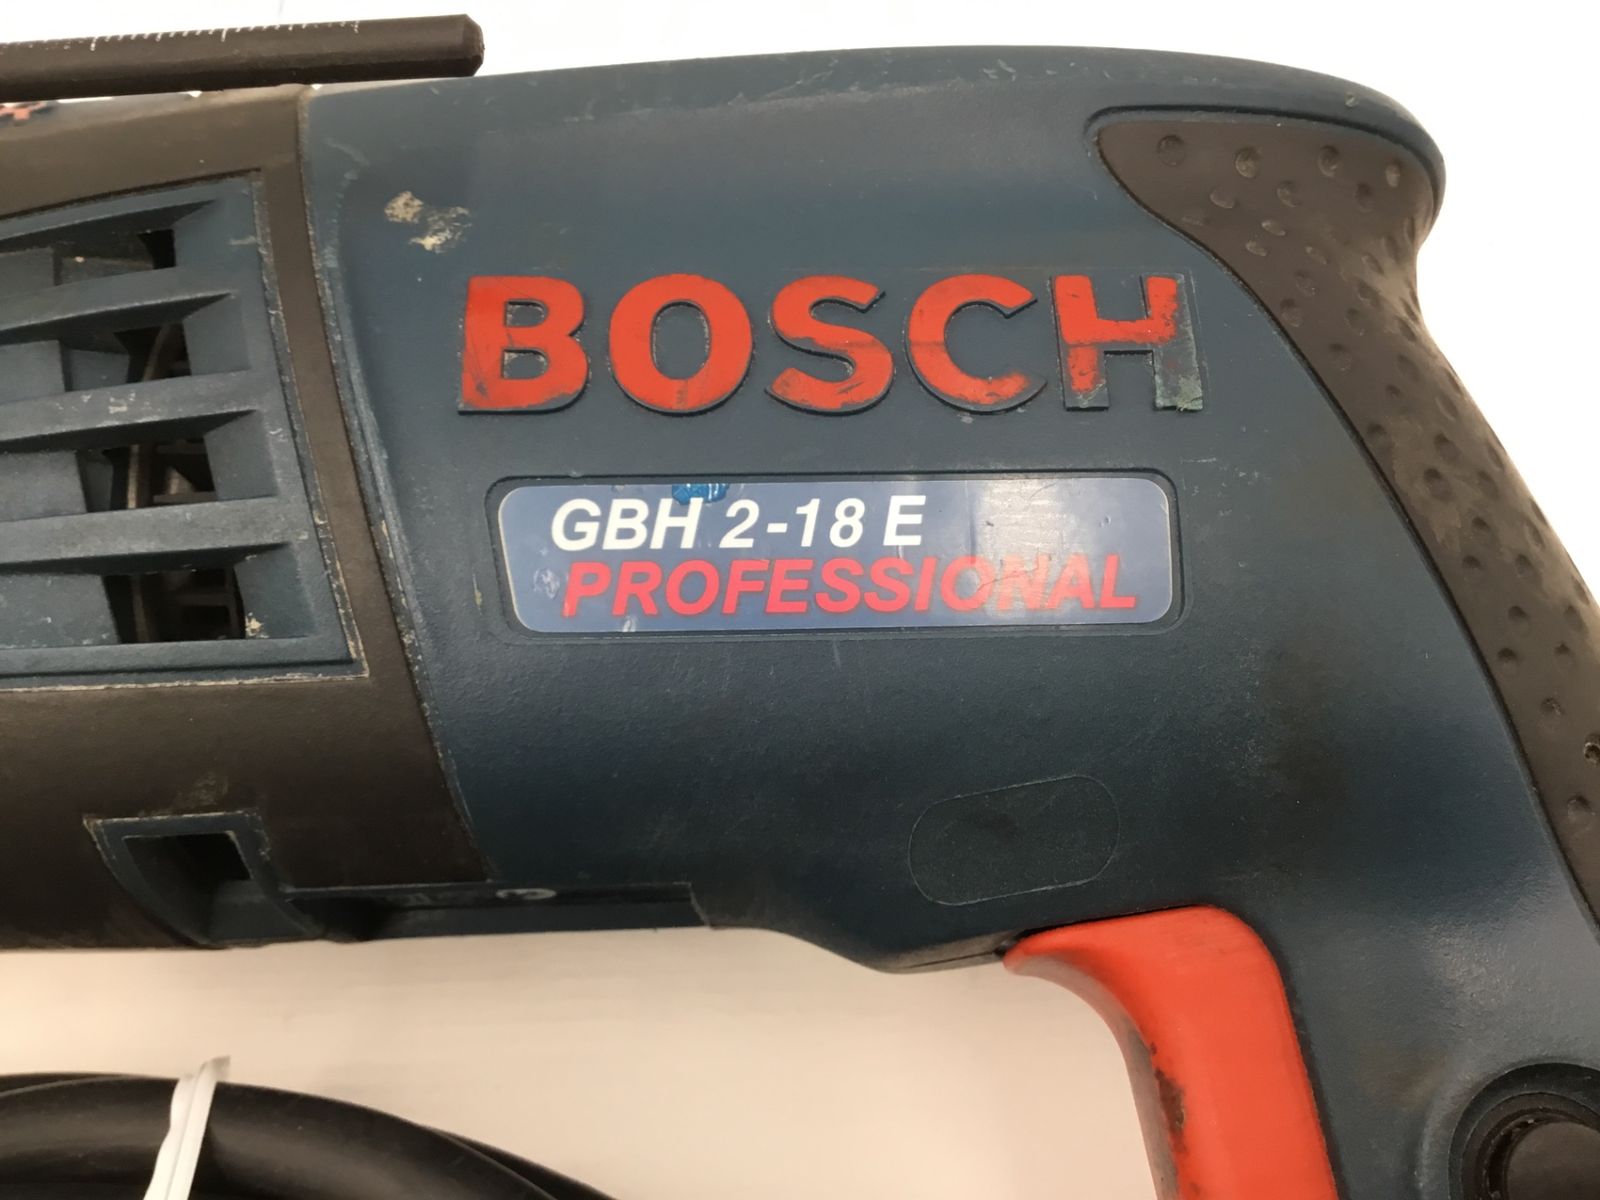 BOSCH
GBH 2-18 E
PROFESSIONAL